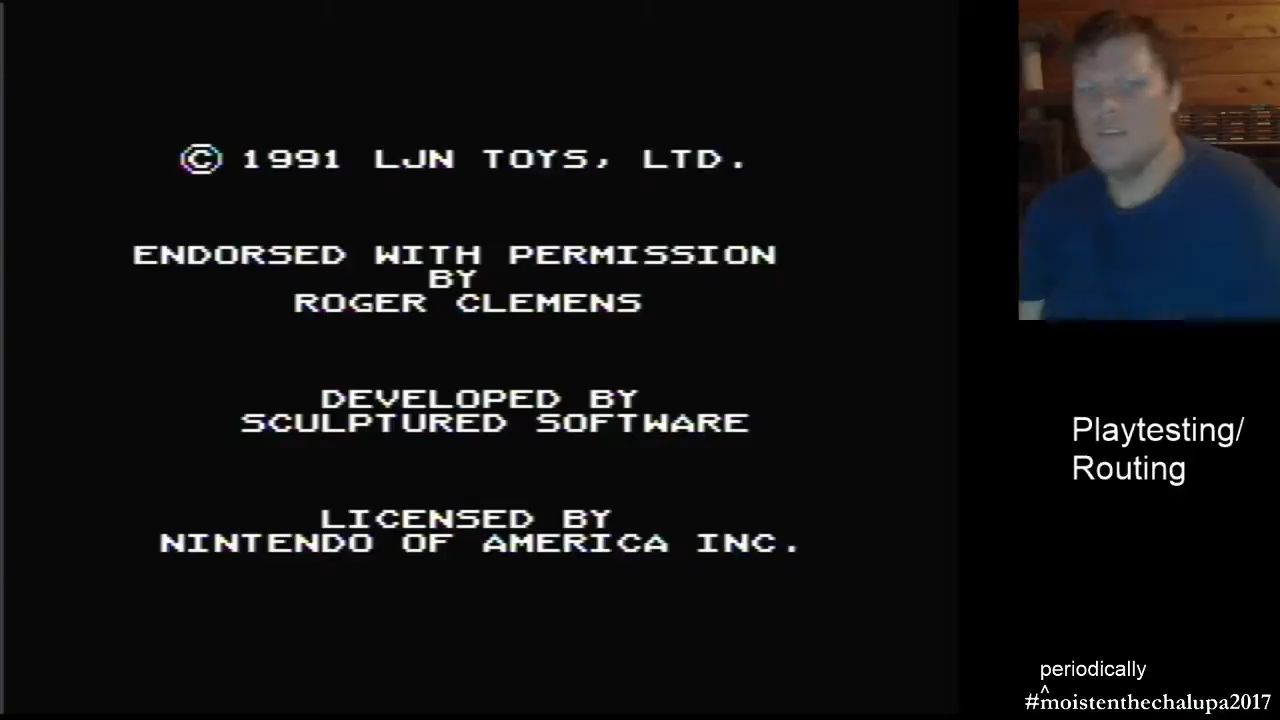 © 1991 LJN TOYS, LTD.
ENDORSED WITH PERMISSION
BY
ROGER CLEMENS
DEVELOPED BY
SCULPTURED SOFTWARE
LICENSED BY
NINTENDO OF AMERICA INC.
Playtesting/
Routing
periodically
^
#moistenthechalupa2017